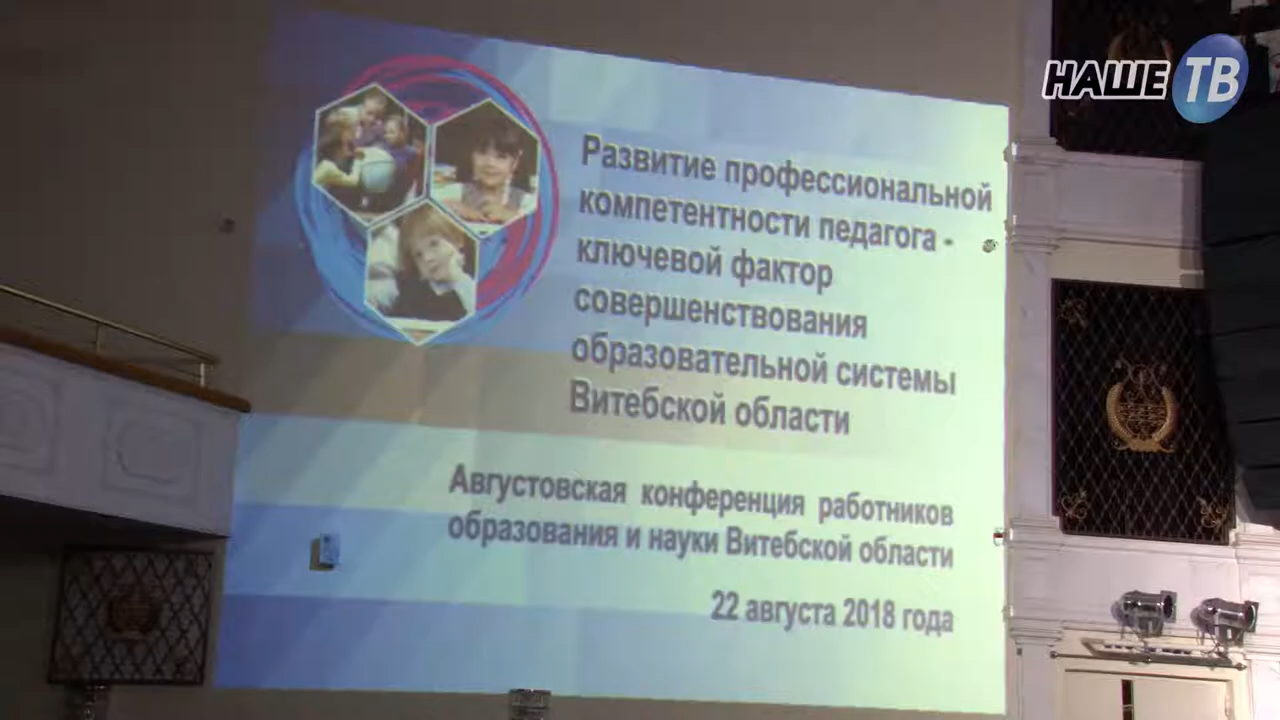 НАШЕ ТВ
Развитие профессиональной
компетентности педагога -
ключевой фактор
совершенствования
образовательной системы
Витебской области
Августовская конференция работников
образования и науки Витебской области
22 августа 2018 года